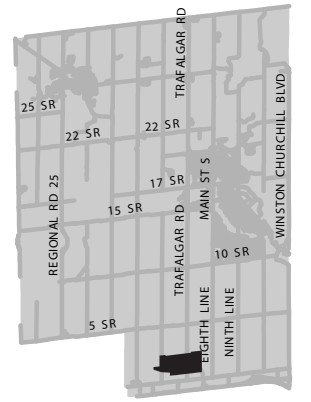 TRAFALGAR RD
25 SR
22 SR
22 SR
WINSTON CHURCHILL BLVD
17 SR
MAIN ST S
REGIONAL RD 25
15 SR
TRAFALGAR RD
10 SR
EIGHTH LINE
NINTH LINE
5 SR